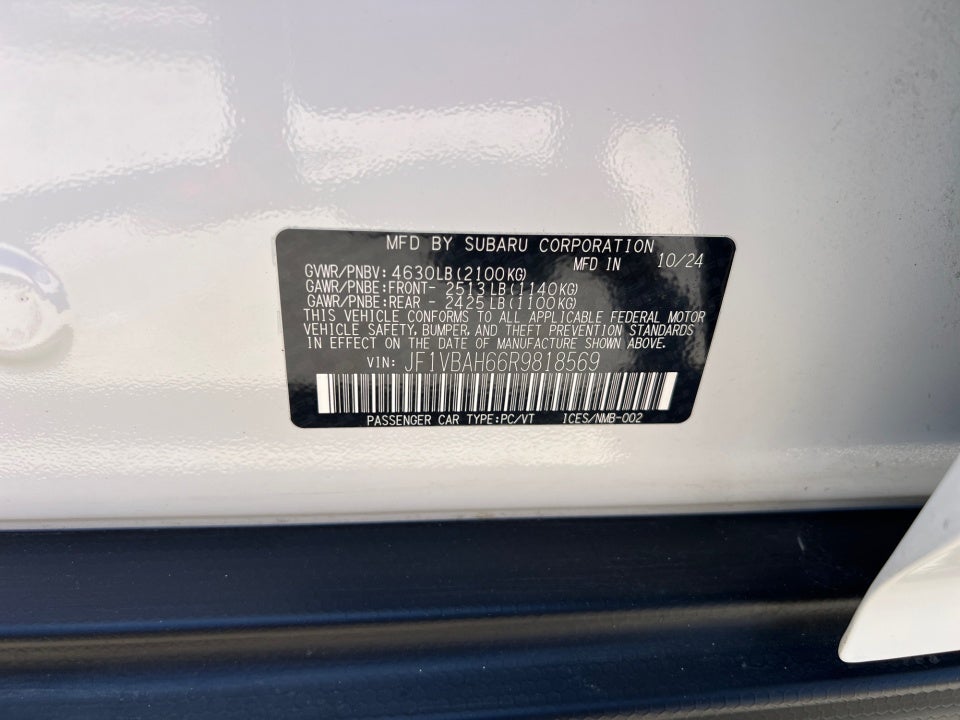 MFD BY SUBARU CORPORATION
MFD IN 10/24
GVWR/PNBV: 4630LB(2100KG)
GAWR/PNBE:FRONT- 2513LB(1140KG)
GAWR/PNBE:REAR - 2425LB(1100KG)
THIS VEHICLE CONFORMS TO ALL APPLICABLE FEDERAL MOTOR
VEHICLE SAFETY, BUMPER, AND THEFT PREVENTION STANDARDS
IN EFFECT ON THE DATE OF MANUFACTURE SHOWN ABOVE.
VIN: JF1VBAH66R9818569
PASSENGER CAR TYPE:PC/VT ICES/NMB-002